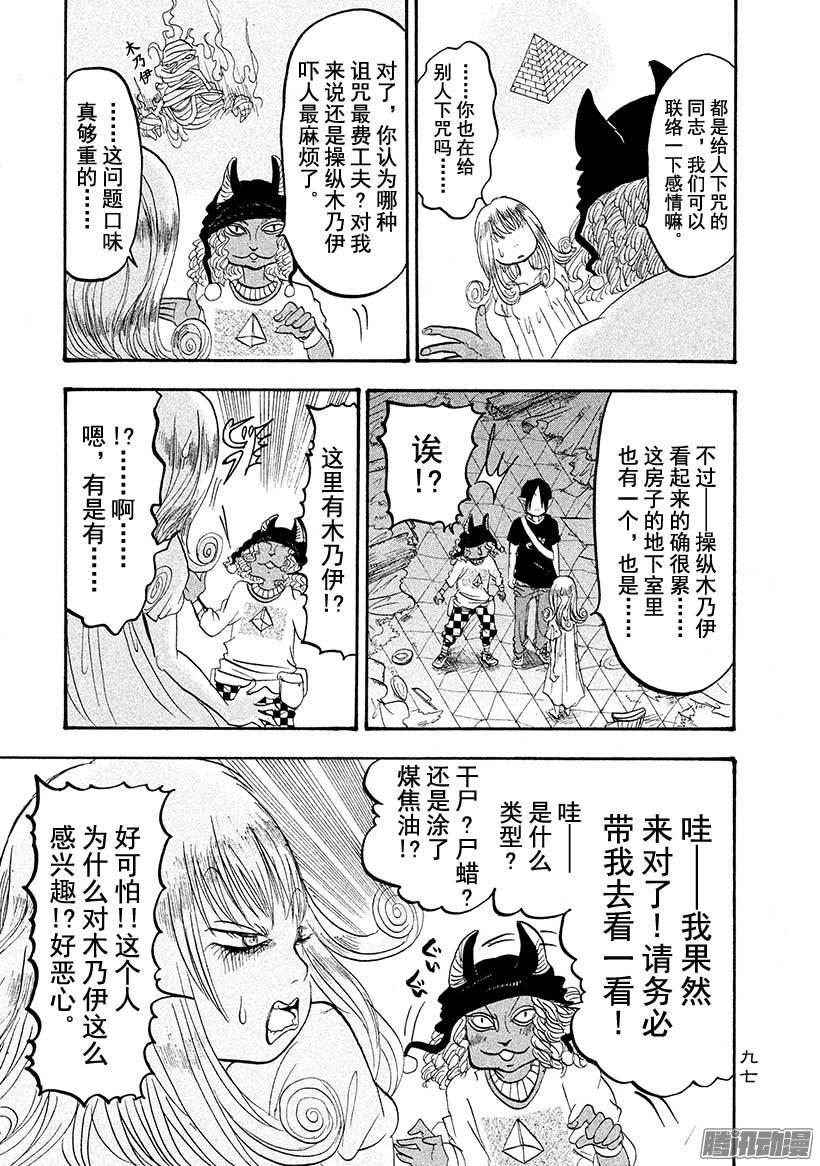 都是给人下咒的
同志，我们可以
联络一下感情嘛。
……你也在给
别人下咒吗……
对了，你认为哪种
诅咒最费工夫？对我
来说还是操纵木乃伊
吓人最麻烦了。
木乃伊
……这问题口味
真够重的……
不过——操纵木乃伊
看起来的确很累……
这房子的地下室里
也有一个，也是……
诶!?
这里有木乃伊!?
!?……啊……
嗯，有是有……
哇——我果然
来对了！请务必
带我去看一看！
哇——
是什么
类型？
干尸？尸蜡？
还是涂了
煤焦油!?
好可怕!!这个人
为什么对木乃伊这么
感兴趣!?好恶心。
九七
腾讯动漫